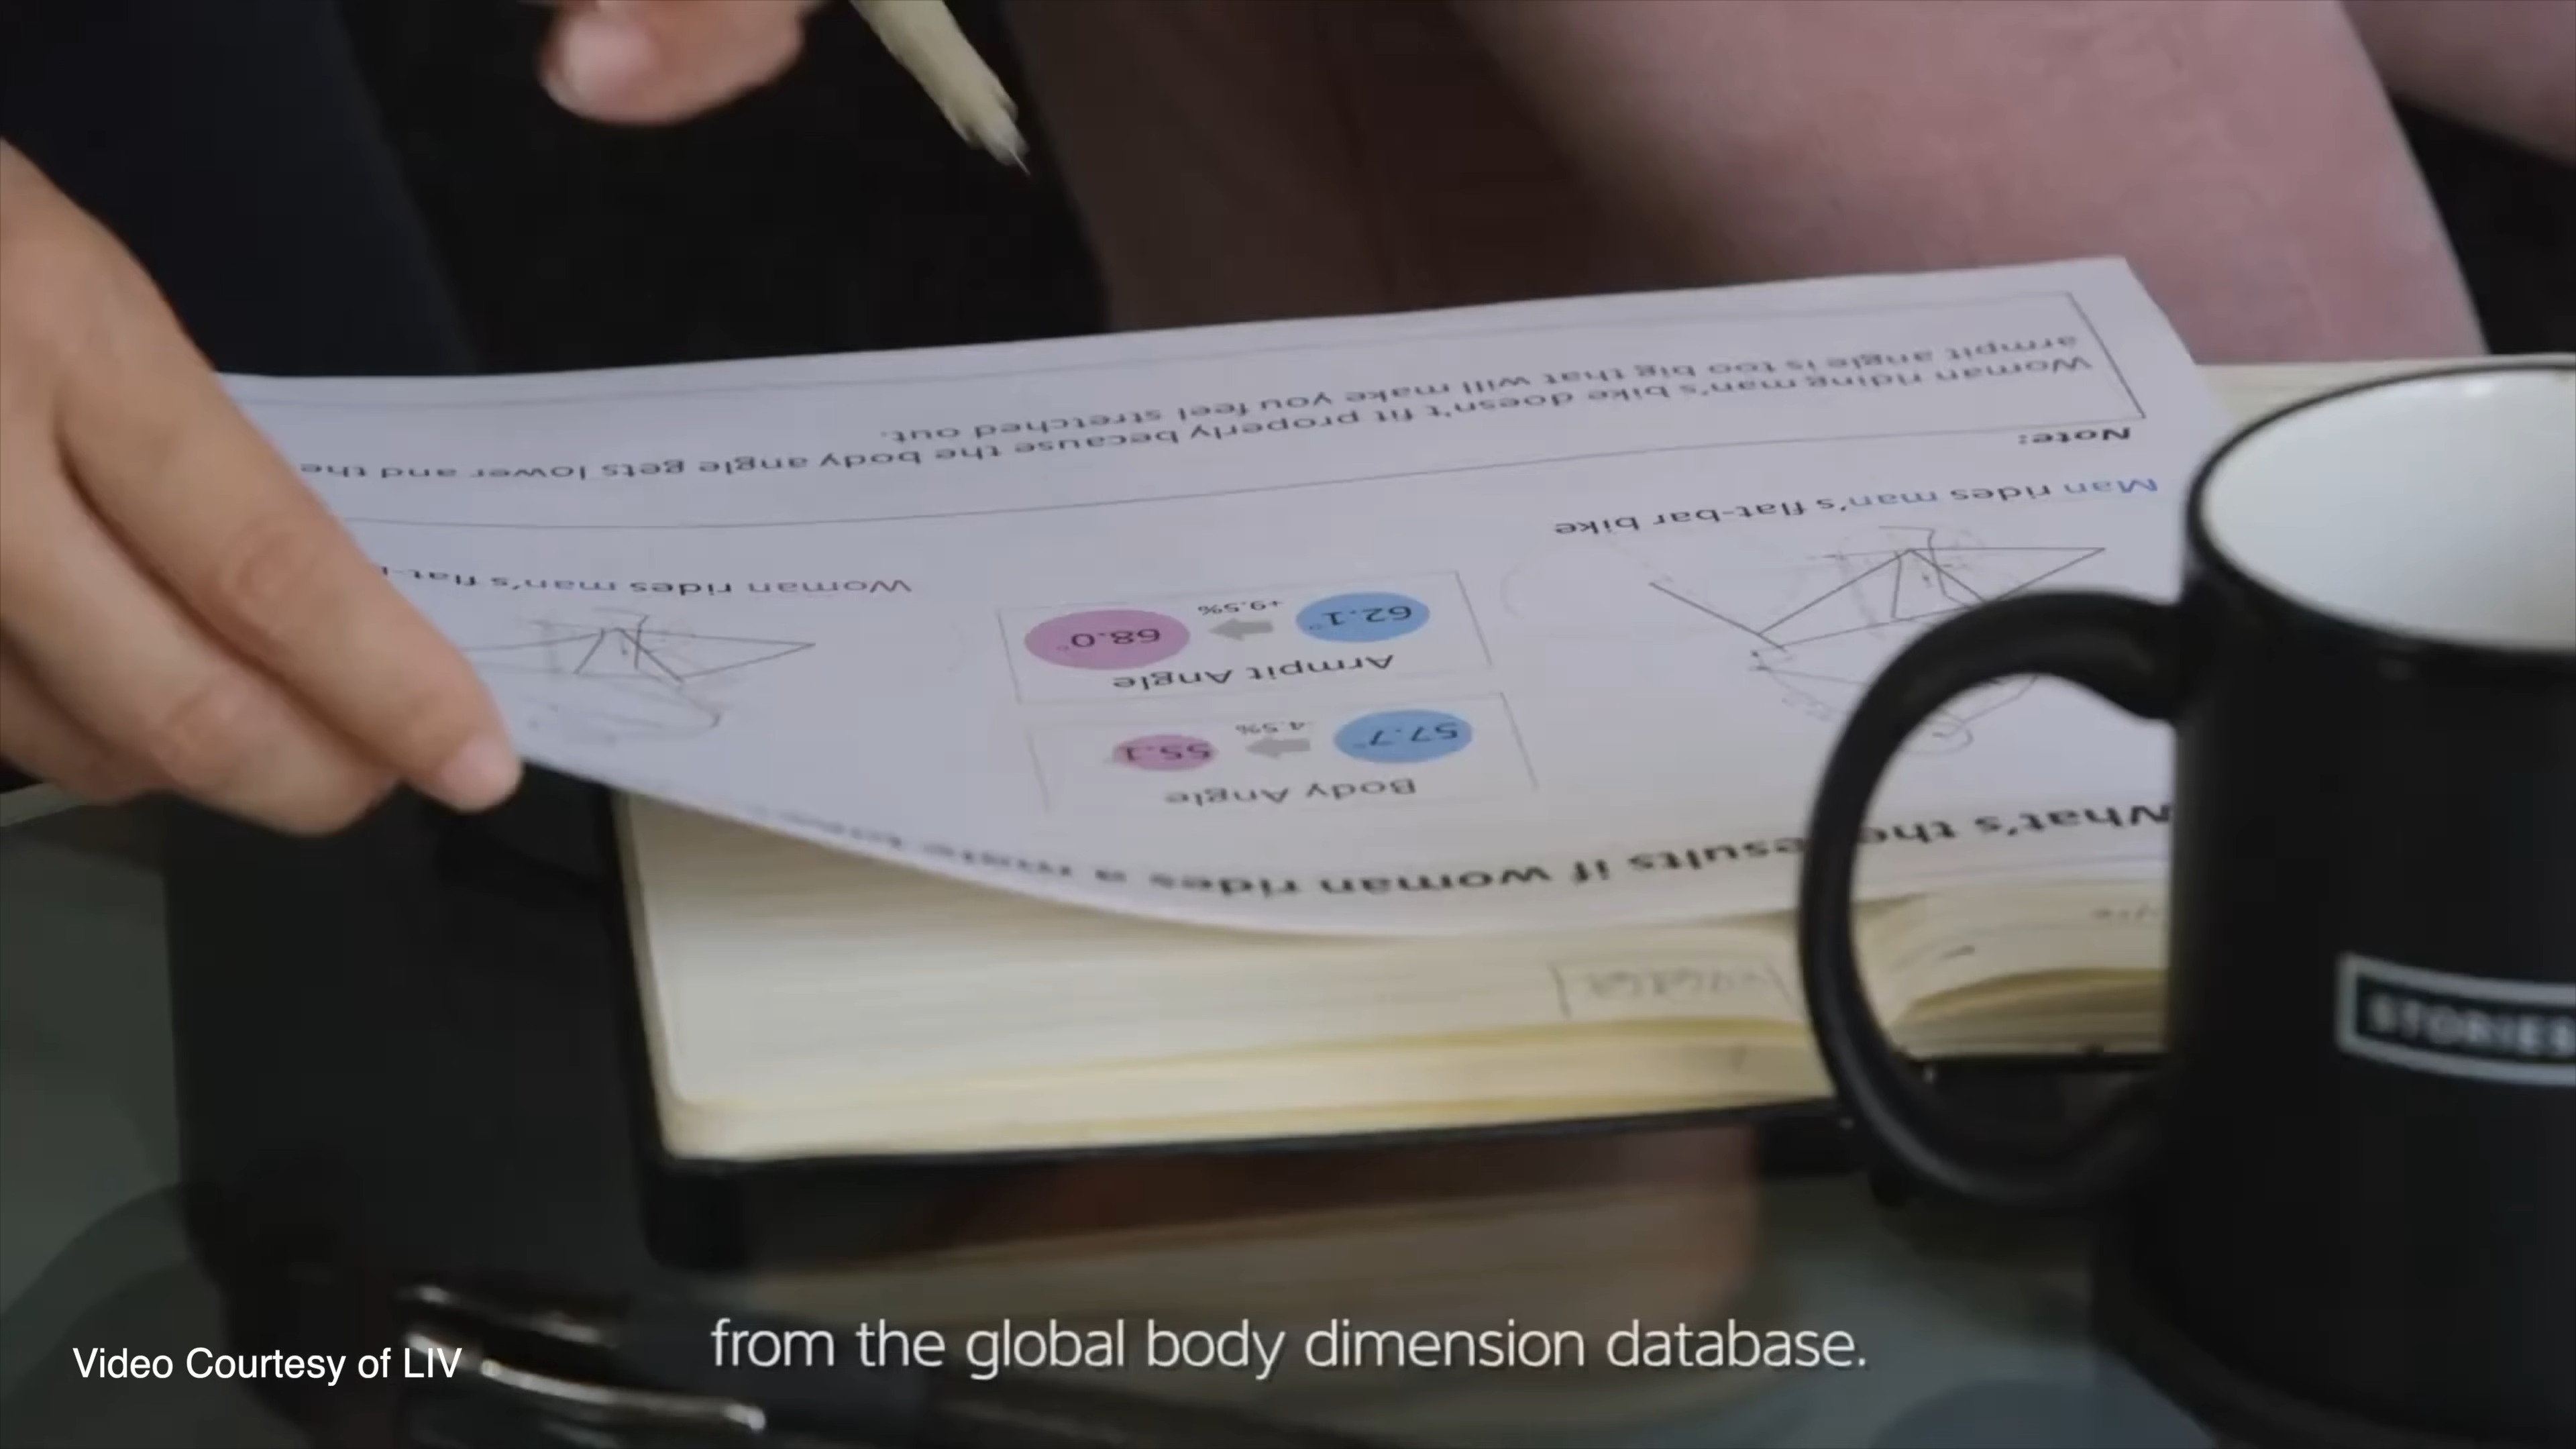 What's the results if woman rides a male
Body Angle
57.7° -4.5% 55.1
Armpit Angle
62.1° +9.5% 68.0°
Man rides man's flat-bar bike
Woman rides man's flat-
Note:
Woman riding man's bike doesn't fit properly because the body angle gets lower and the
armpit angle is too big that will make you feel stretched out.
STORIES
from the global body dimension database.
Video Courtesy of LIV